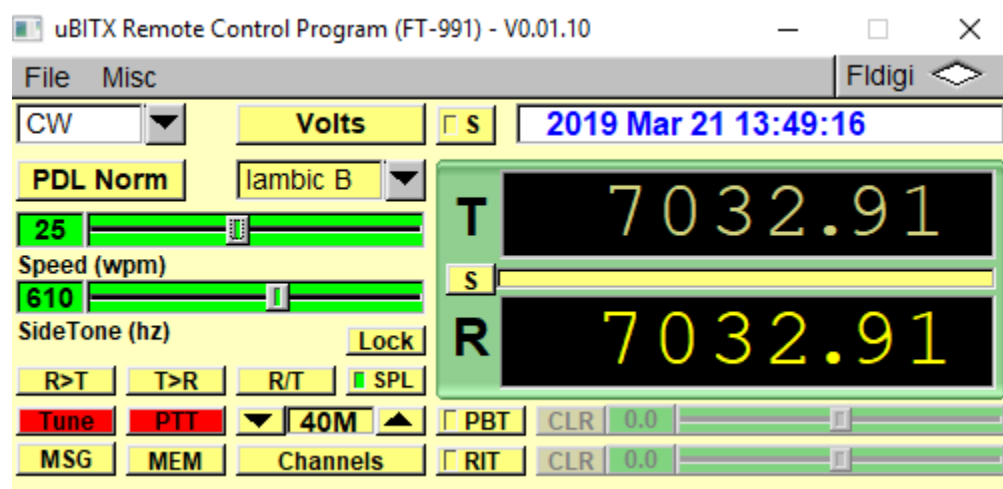 uBITX Remote Control Program (FT-991) - V0.01.10
File Misc Fldigi
CW Volts S 2019 Mar 21 13:49:16
PDL Norm Iambic B
T 7032.91
25
Speed (wpm)
S
610
SideTone (hz) Lock
R 7032.91
R>T T>R R/T SPL
Tune PTT 40M PBT CLR 0.0
MSG MEM Channels RIT CLR 0.0